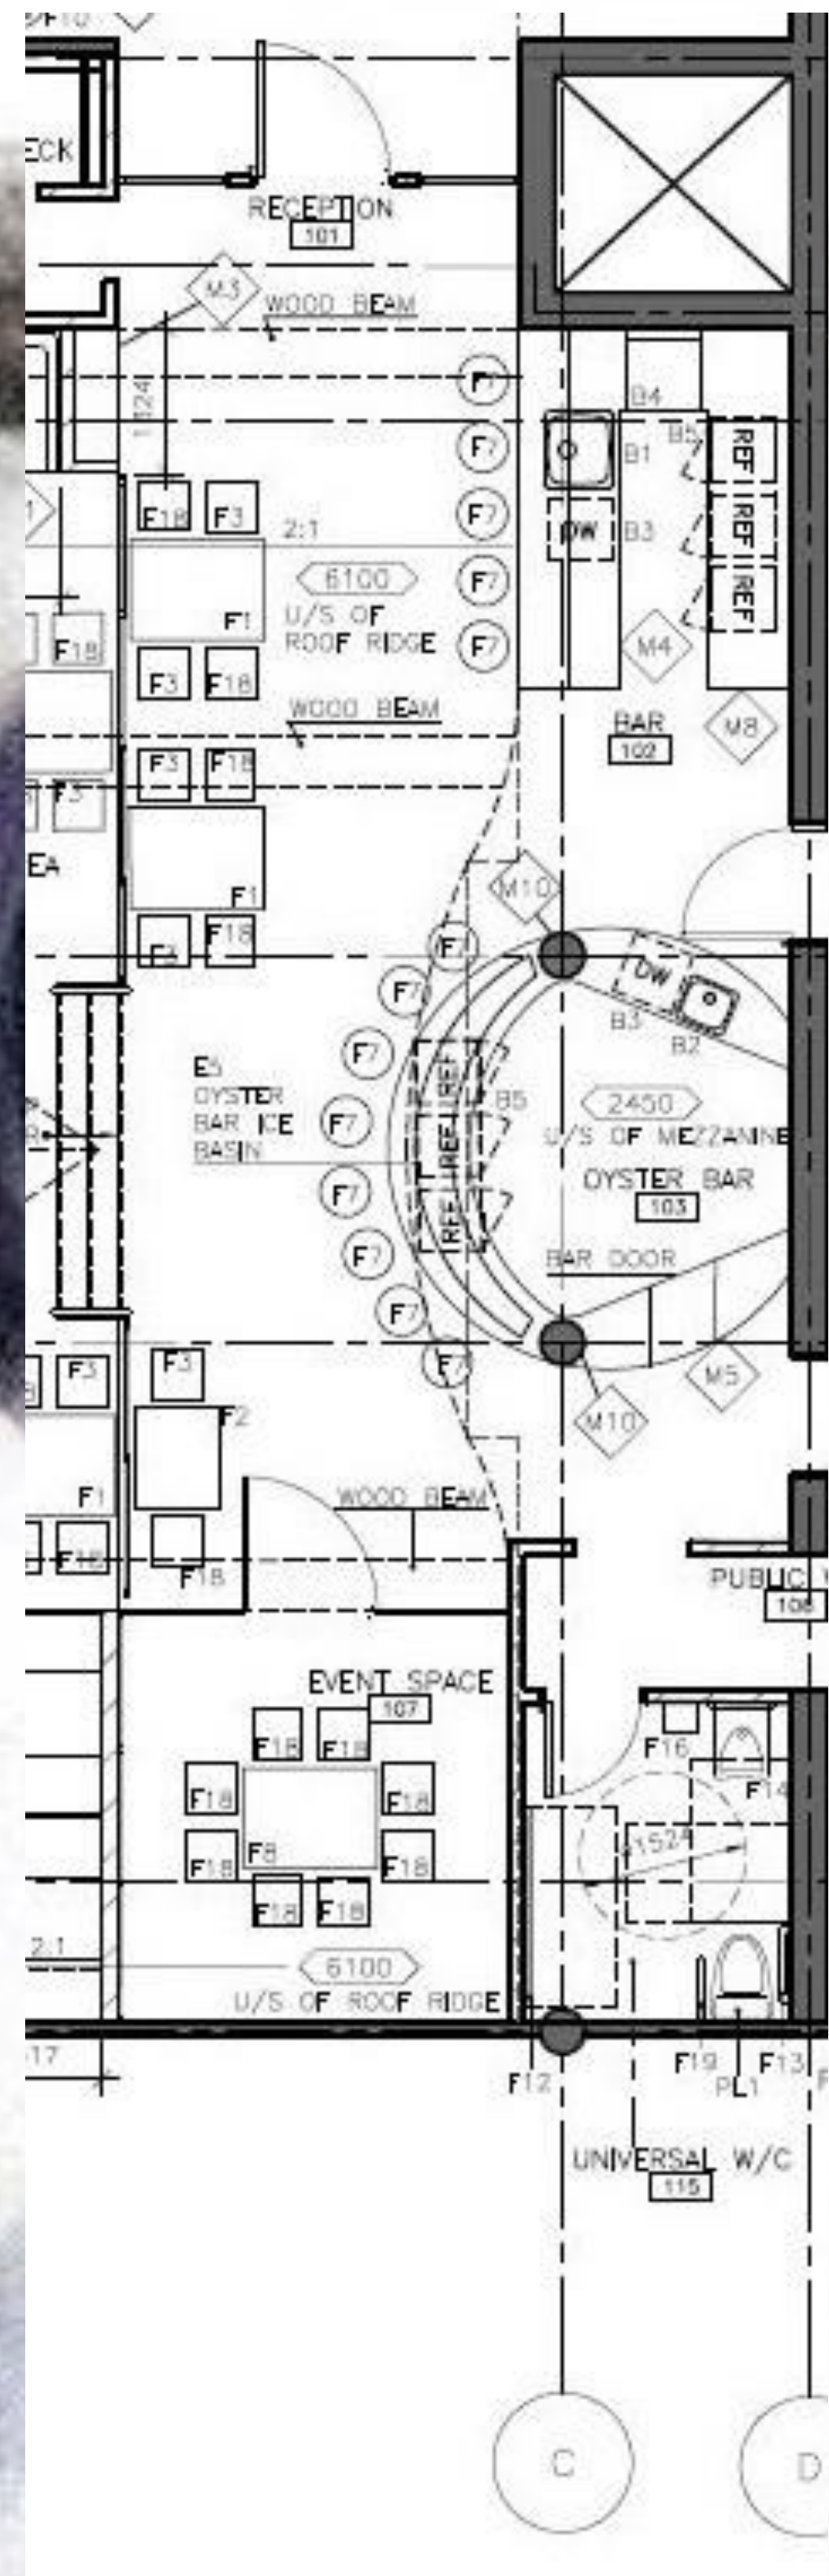 ECK
RECEPTION
101
M3
WOOD BEAM
F7
B4
B5
REF
F7
B1
F18
F3
2:1
F7
DW
B3
REF
6100
F7
REF
F1
U/S OF
ROOF RIDGE
F7
M4
F18
F3
F18
WOOD BEAM
BAR
102
M8
F3
F18
F3
EA
F1
M10
F3
F18
F7
DW
F7
B3
B2
E5
OYSTER
BAR ICE
BASIN
F7
REF
REF
REF
B5
2450
F7
U/S OF MEZZANINE
OYSTER BAR
103
F7
F7
BAR DOOR
F7
F7
M5
F3
F3
F2
M10
F1
WOOD BEAM
F18
F18
PUBLIC
EVENT SPACE
107
F18
F18
F16
F14
F18
F18
F8
F18
F18
F18
F18
2:1
6100
U/S OF ROOF RIDGE
17
F12
F19
F13
PL1
UNIVERSAL W/C
115
C
D